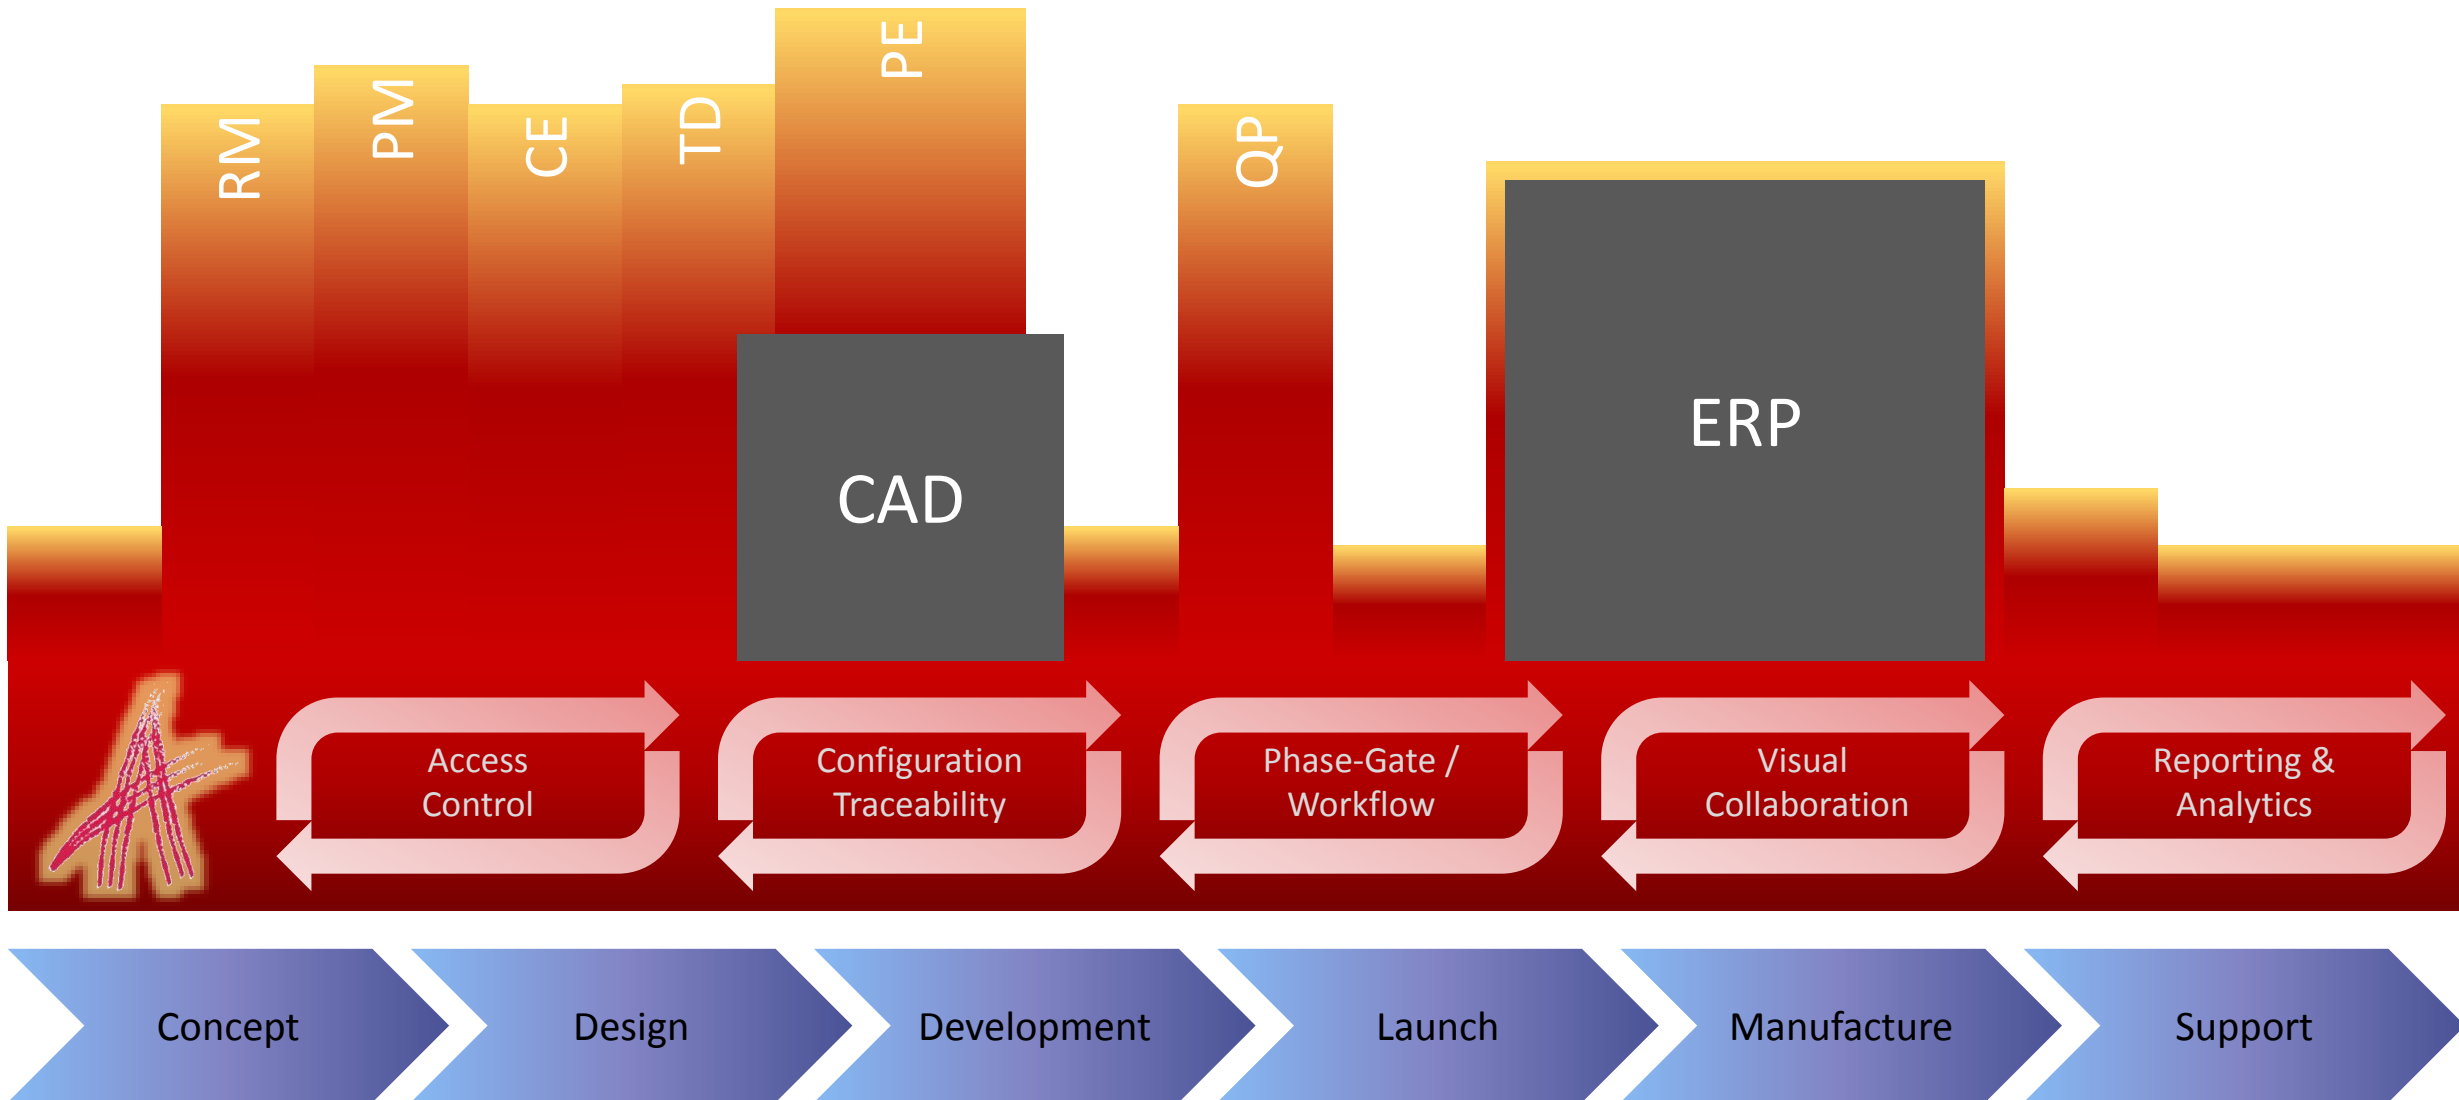 RM
PM
CE
TD
PE
QP
CAD
ERP
Access
Control
Configuration
Traceability
Phase-Gate /
Workflow
Visual
Collaboration
Reporting &
Analytics
Concept
Design
Development
Launch
Manufacture
Support